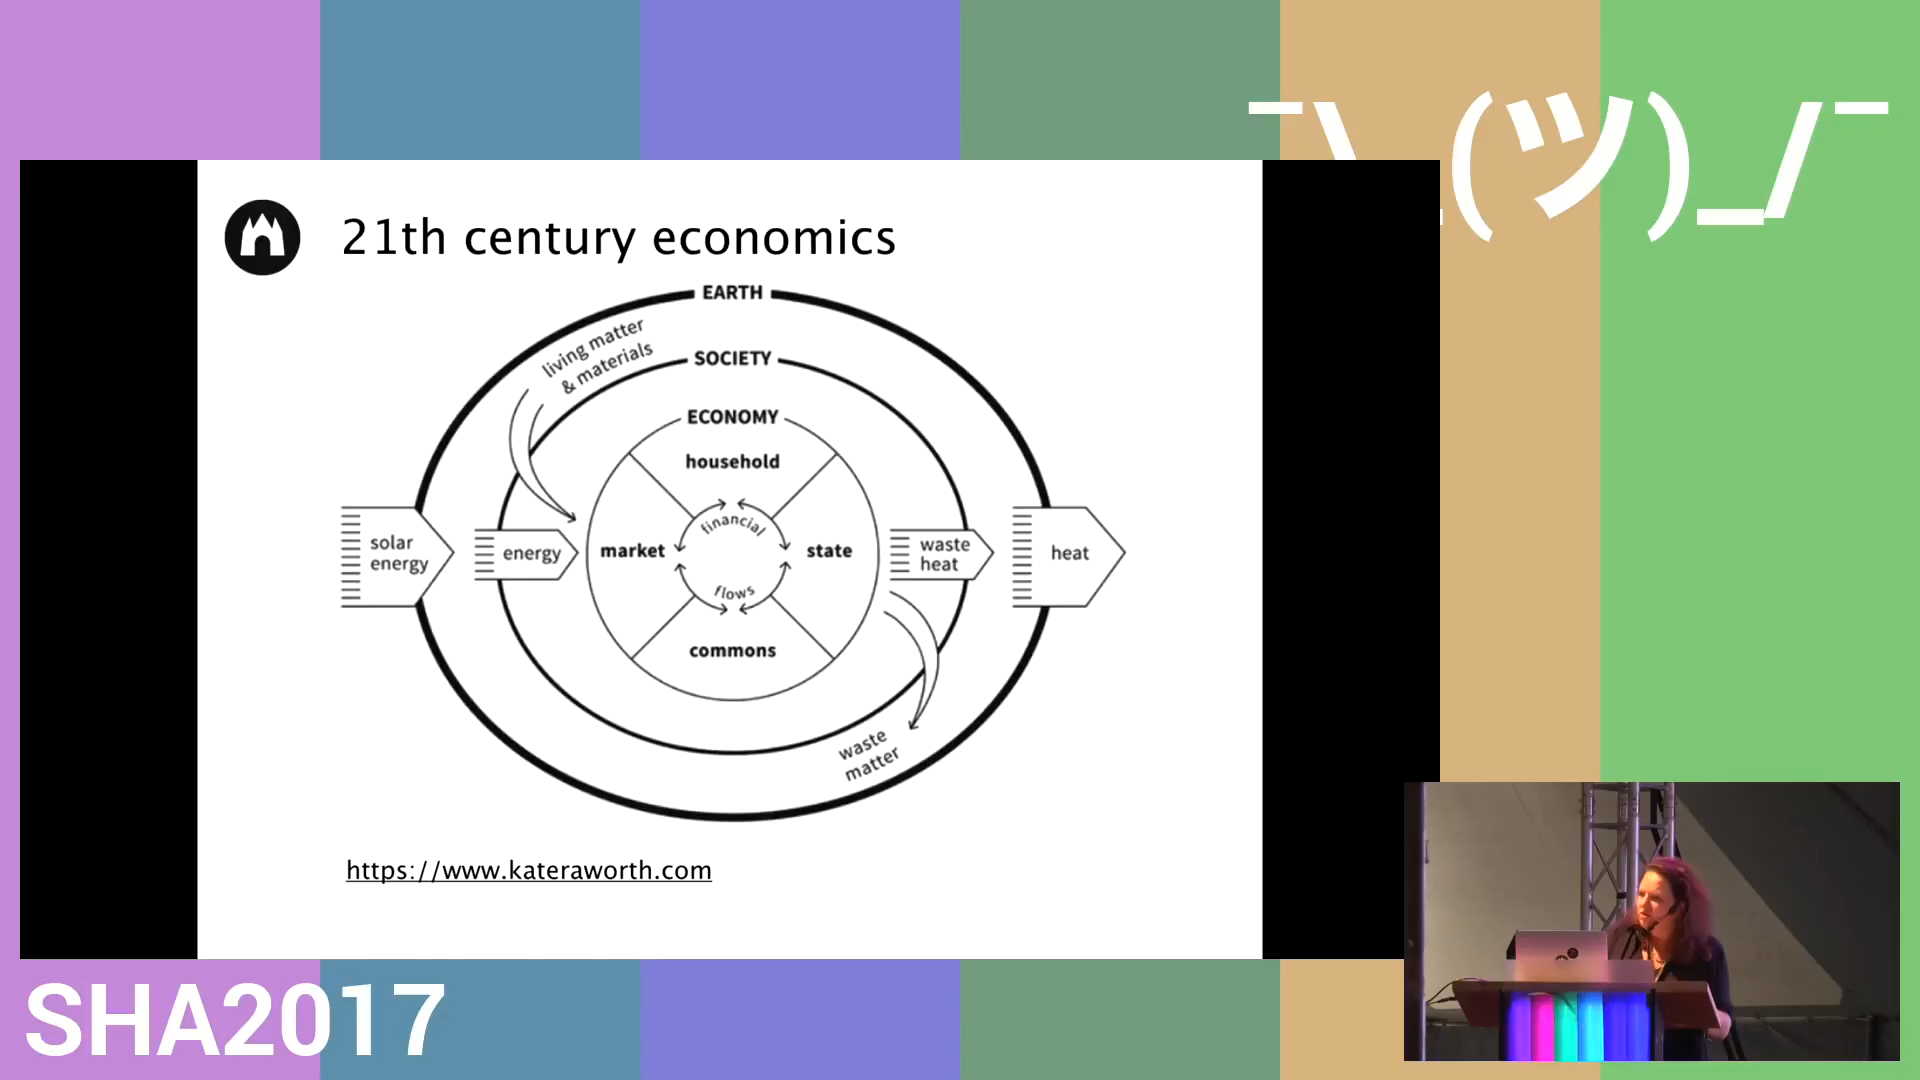 ¯\_(ツ)_/¯
21th century economics
EARTH
living matter
& materials
SOCIETY
ECONOMY
household
financial
solar
energy
energy
market
state
waste
heat
heat
flows
commons
waste
matter
https://www.kateraworth.com
SHA2017